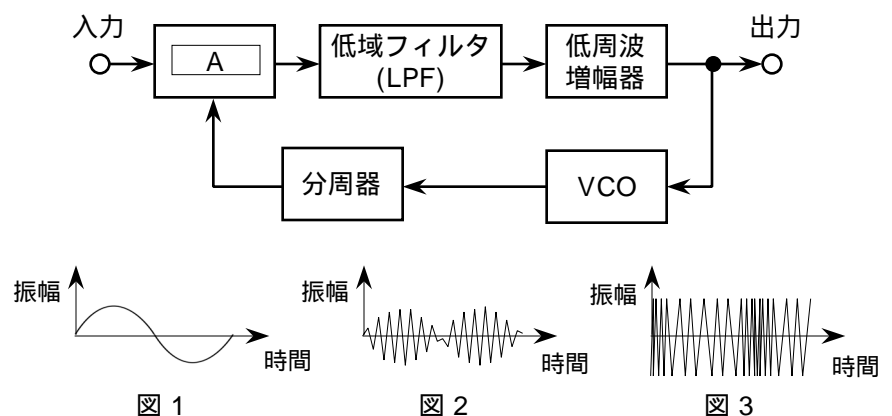 入力
出力
A
低域フィルタ
(LPF)
低周波
増幅器
分周器
VCO
振幅
時間
図 1
振幅
時間
図 2
振幅
時間
図 3